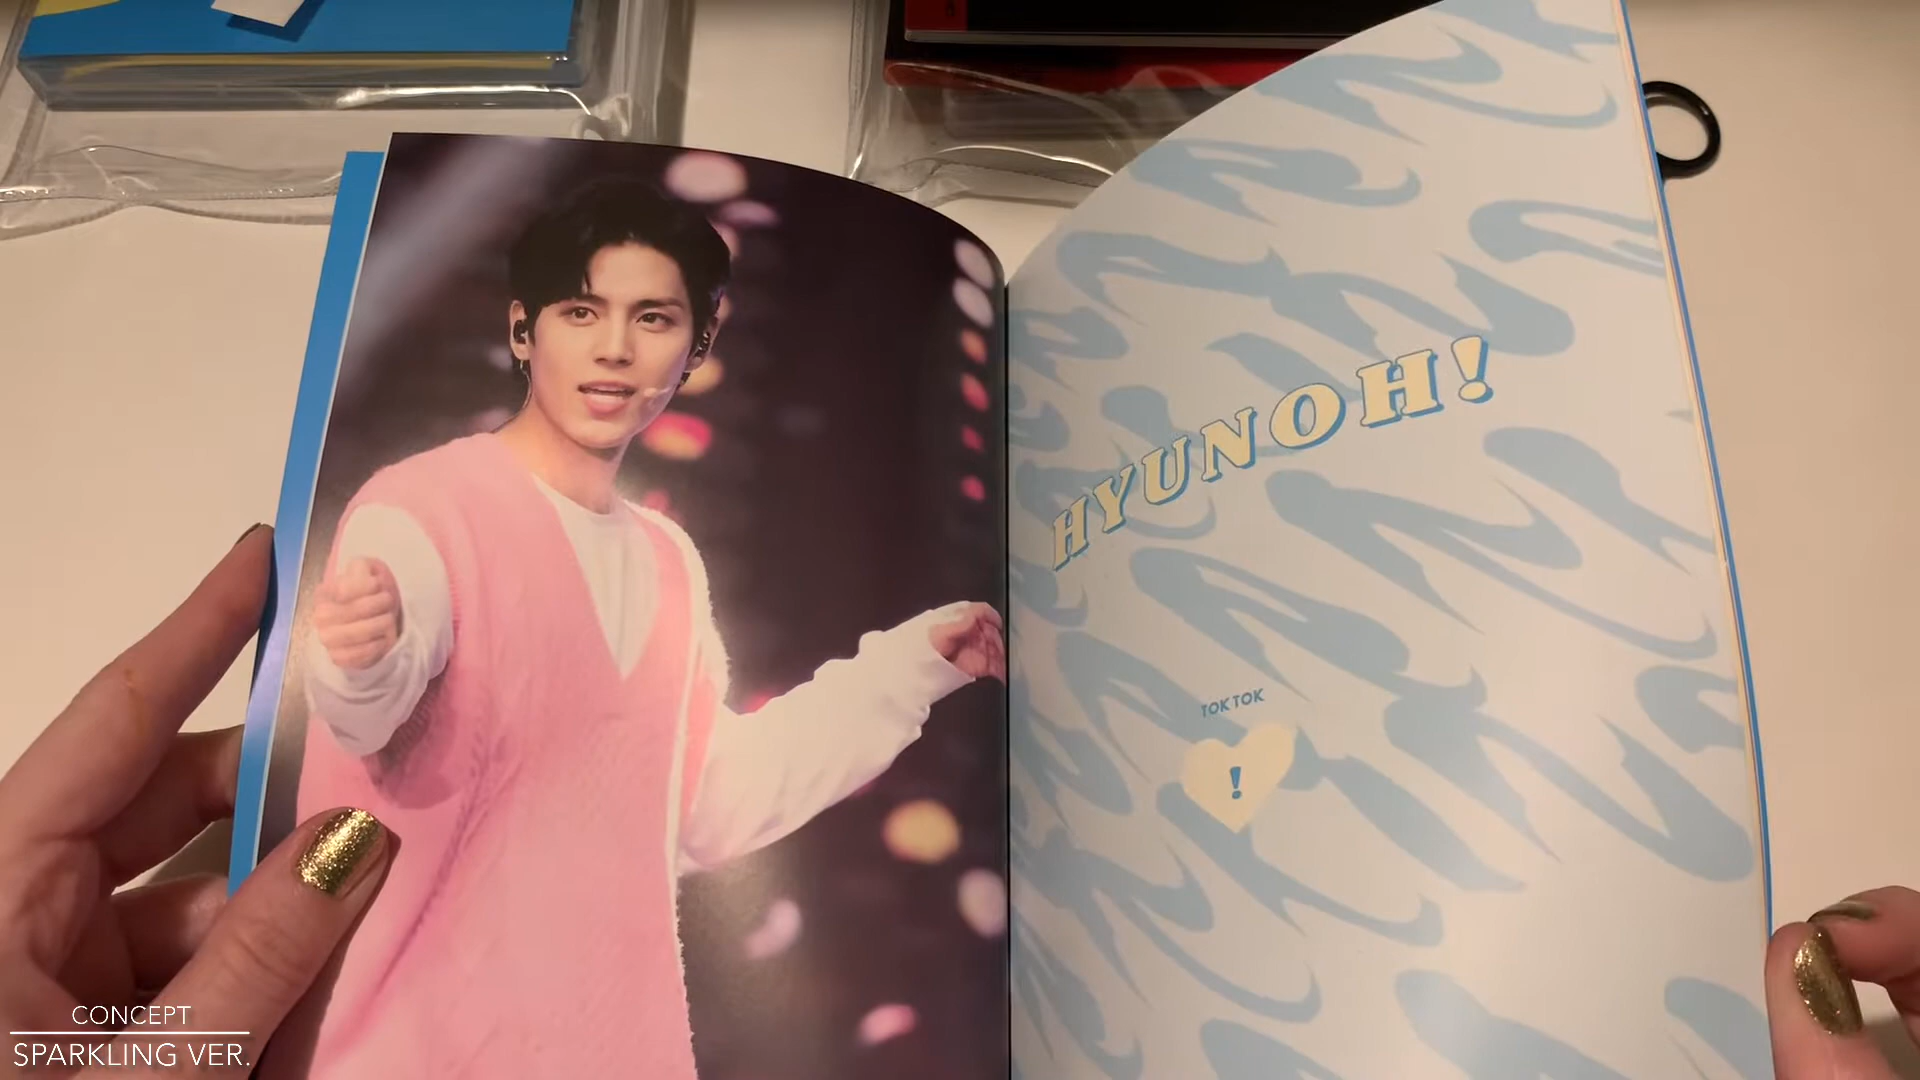 HYUNOH!
TOK TOK
!
CONCEPT
SPARKLING VER.